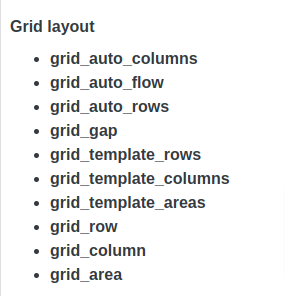 Grid layout
• grid_auto_columns
• grid_auto_flow
• grid_auto_rows
• grid_gap
• grid_template_rows
• grid_template_columns
• grid_template_areas
• grid_row
• grid_column
• grid_area